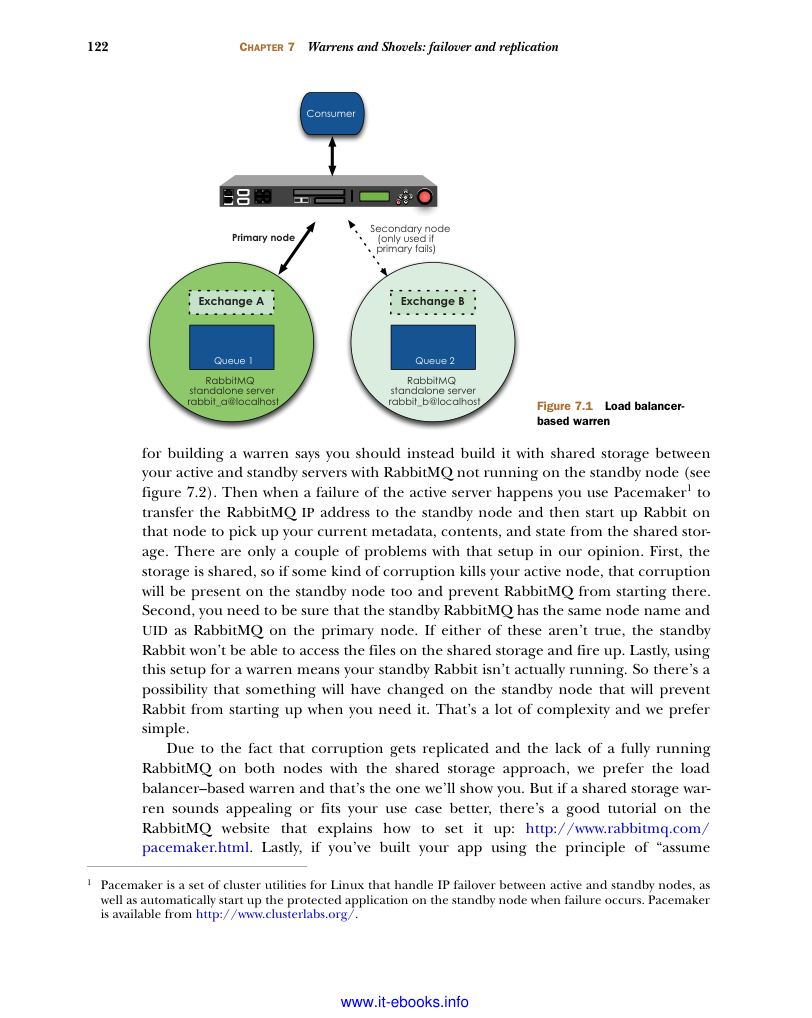 122
CHAPTER 7 Warrens and Shovels: failover and replication
Consumer
Primary node
Secondary node
(only used if
primary fails)
Exchange A
Queue 1
RabbitMQ
standalone server
rabbit_a@localhost
Exchange B
Queue 2
RabbitMQ
standalone server
rabbit_b@localhost
Figure 7.1 Load balancer-
based warren
for building a warren says you should instead build it with shared storage between
your active and standby servers with RabbitMQ not running on the standby node (see
figure 7.2). Then when a failure of the active server happens you use Pacemaker1 to
transfer the RabbitMQ IP address to the standby node and then start up Rabbit on
that node to pick up your current metadata, contents, and state from the shared stor-
age. There are only a couple of problems with that setup in our opinion. First, the
storage is shared, so if some kind of corruption kills your active node, that corruption
will be present on the standby node too and prevent RabbitMQ from starting there.
Second, you need to be sure that the standby RabbitMQ has the same node name and
UID as RabbitMQ on the primary node. If either of these aren't true, the standby
Rabbit won't be able to access the files on the shared storage and fire up. Lastly, using
this setup for a warren means your standby Rabbit isn't actually running. So there's a
possibility that something will have changed on the standby node that will prevent
Rabbit from starting up when you need it. That's a lot of complexity and we prefer
simple.
Due to the fact that corruption gets replicated and the lack of a fully running
RabbitMQ on both nodes with the shared storage approach, we prefer the load
balancer–based warren and that's the one we'll show you. But if a shared storage war-
ren sounds appealing or fits your use case better, there's a good tutorial on the
RabbitMQ website that explains how to set it up: http://www.rabbitmq.com/
pacemaker.html. Lastly, if you've built your app using the principle of "assume
1 Pacemaker is a set of cluster utilities for Linux that handle IP failover between active and standby nodes, as
well as automatically start up the protected application on the standby node when failure occurs. Pacemaker
is available from http://www.clusterlabs.org/.
www.it-ebooks.info